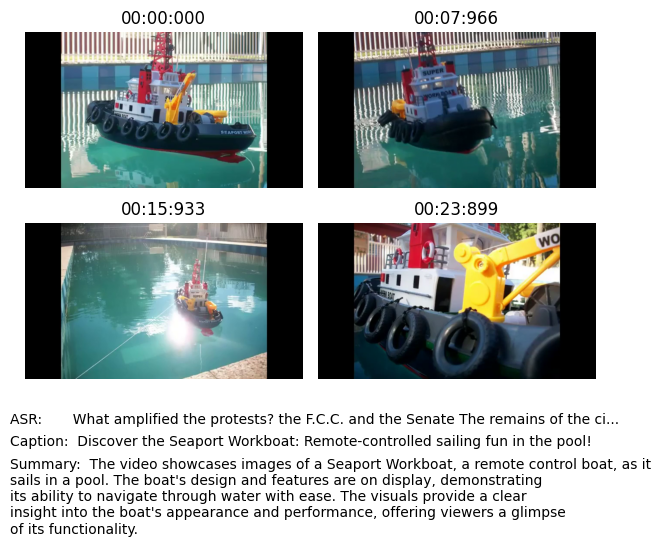 00:00:000
00:07:966
SEAPORT
SUPER
00:15:933
00:23:899
WO
ASR: What amplified the protests? the F.C.C. and the Senate The remains of the ci...
Caption: Discover the Seaport Workboat: Remote-controlled sailing fun in the pool!
Summary: The video showcases images of a Seaport Workboat, a remote control boat, as it
sails in a pool. The boat's design and features are on display, demonstrating
its ability to navigate through water with ease. The visuals provide a clear
insight into the boat's appearance and performance, offering viewers a glimpse
of its functionality.